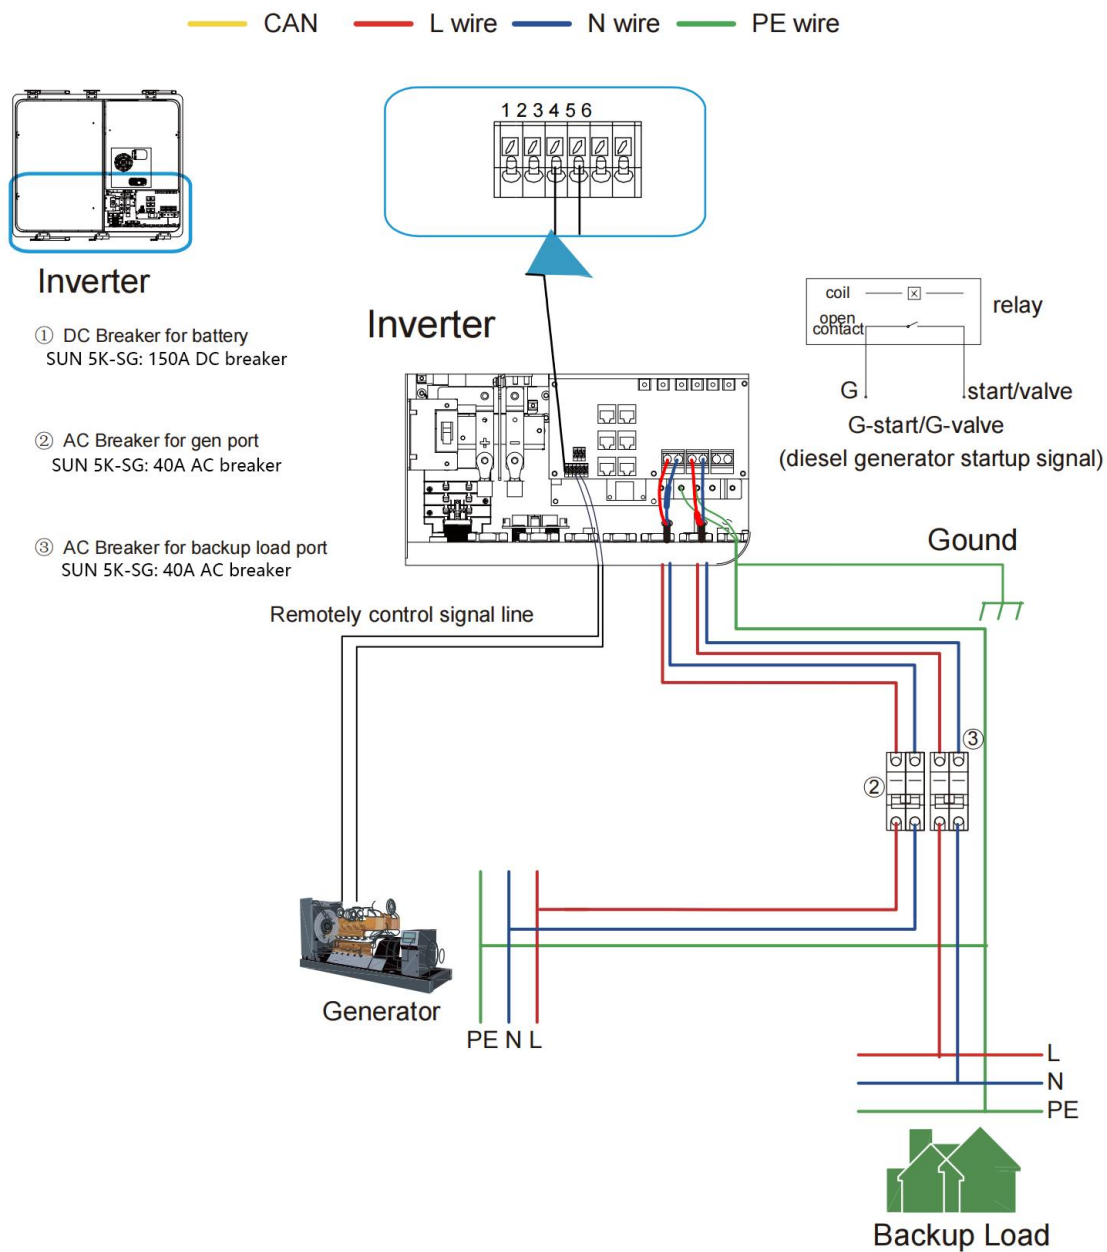 CAN L wire N wire PE wire
1 2 3 4 5 6
Inverter
① DC Breaker for battery
SUN 5K-SG: 150A DC breaker
② AC Breaker for gen port
SUN 5K-SG: 40A AC breaker
③ AC Breaker for backup load port
SUN 5K-SG: 40A AC breaker
Inverter
coil
open
contact
relay
G start/valve
G-start/G-valve
(diesel generator startup signal)
+ −
Gound
Remotely control signal line
③
②
Generator
PE N L
L
N
PE
Backup Load